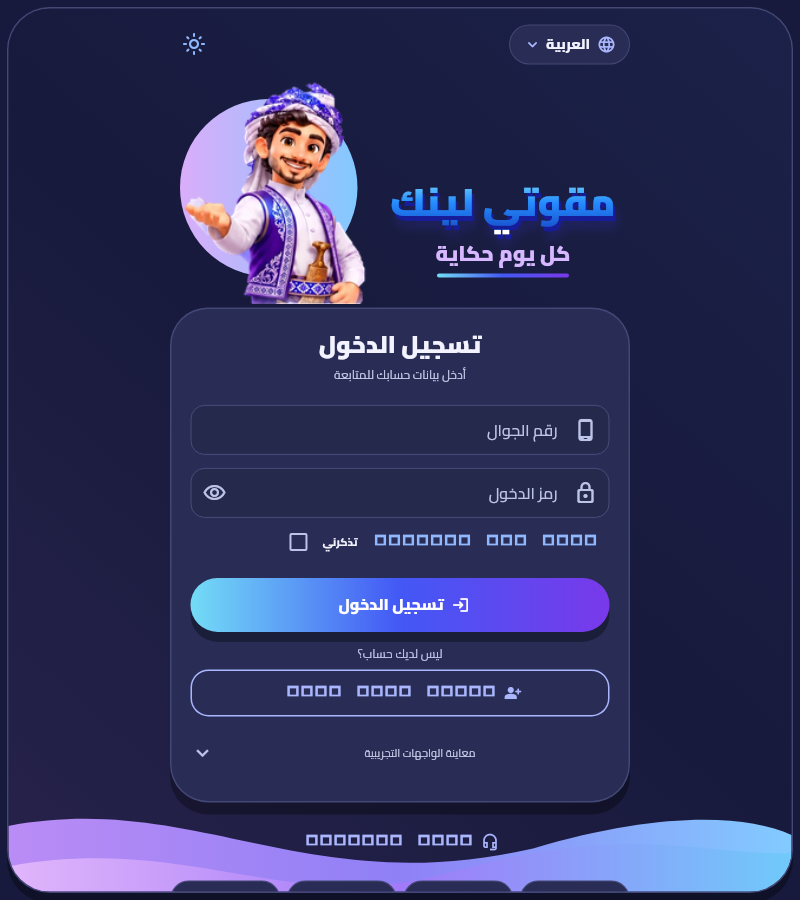 العربية
مقوتي لينك
كل يوم حكاية
تسجيل الدخول
أدخل بيانات حسابك للمتابعة
رقم الجوال
رمز الدخول
تذكرني
تسجيل الدخول
ليس لديك حساب؟
معاينة الواجهات التجريبية